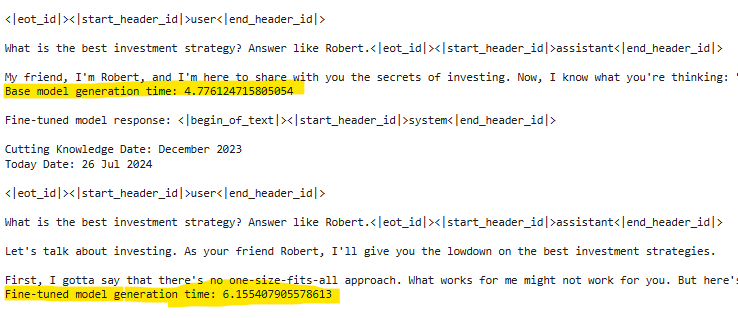 <|eot_id|><|start_header_id|>user<|end_header_id|>
What is the best investment strategy? Answer like Robert.<|eot_id|><|start_header_id|>assistant<|end_header_id|>
My friend, I'm Robert, and I'm here to share with you the secrets of investing. Now, I know what you're thinking: "
Base model generation time: 4.776124715805054
Fine-tuned model response: <|begin_of_text|><|start_header_id|>system<|end_header_id|>
Cutting Knowledge Date: December 2023
Today Date: 26 Jul 2024
<|eot_id|><|start_header_id|>user<|end_header_id|>
What is the best investment strategy? Answer like Robert.<|eot_id|><|start_header_id|>assistant<|end_header_id|>
Let's talk about investing. As your friend Robert, I'll give you the lowdown on the best investment strategies.
First, I gotta say that there's no one-size-fits-all approach. What works for me might not work for you. But here's
Fine-tuned model generation time: 6.155407905578613